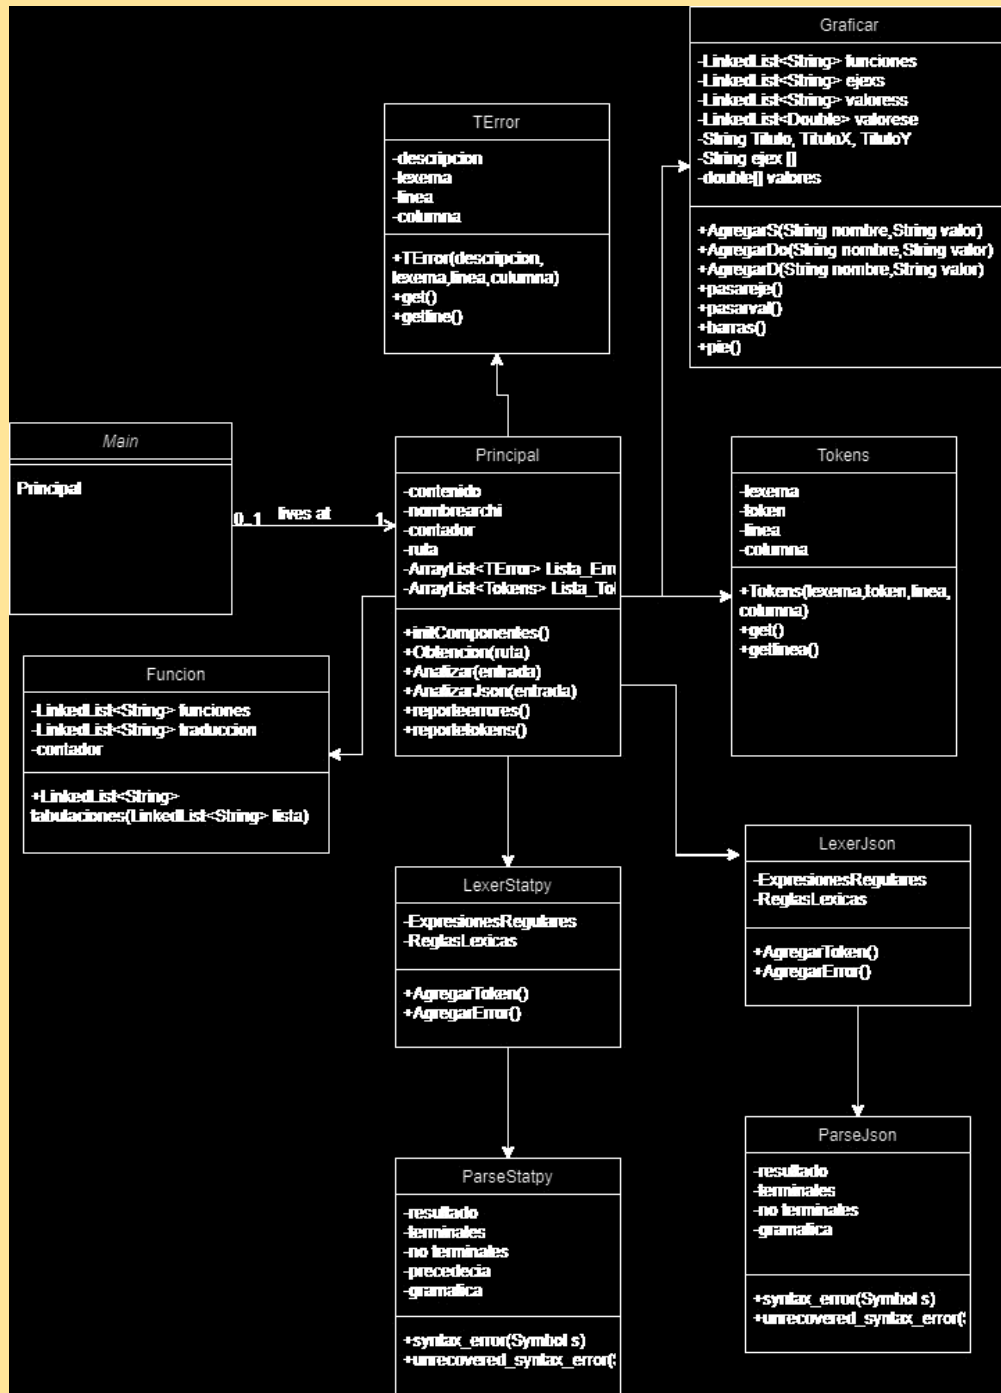 Graficar
-LinkedList<String> funciones
-LinkedList<String> ejexs
-LinkedList<String> valoress
-LinkedList<Double> valorese
-String Titulo, TituloX, TituloY
-String ejex []
-double[] valores
+AgregarS(String nombre,String valor)
+AgregarDo(String nombre,String valor)
+AgregarD(String nombre,String valor)
+pasareje()
+pasarval()
+barras()
+pie()
TError
-descripcion
-lexema
-linea
-columna
+TError(descripcion,
lexema,linea,culumna)
+get()
+getline()
Main
Principal
0..1 lives at 1
Principal
-contenido
-nombrearchi
-contador
-ruta
-ArrayList<TError> Lista_Err
-ArrayList<Tokens> Lista_To
+initComponentes()
+Obtencion(ruta)
+Analizar(entrada)
+AnalizarJson(entrada)
+reporteerrores()
+reportetokens()
Tokens
-lexema
-token
-linea
-columna
+Tokens(lexema,token,linea,
columna)
+get()
+getlinea()
Funcion
-LinkedList<String> funciones
-LinkedList<String> traduccion
-contador
+LinkedList<String>
tabulaciones(LinkedList<String> lista)
LexerStatpy
-ExpresionesRegulares
-ReglasLexicas
+AgregarToken()
+AgregarError()
LexerJson
-ExpresionesRegulares
-ReglasLexicas
+AgregarToken()
+AgregarError()
ParseStatpy
-resultado
-terminales
-no terminales
-precedecia
-gramatica
+syntax_error(Symbol s)
+unrecovered_syntax_error(
ParseJson
-resultado
-terminales
-no terminales
-gramatica
+syntax_error(Symbol s)
+unrecovered_syntax_error(